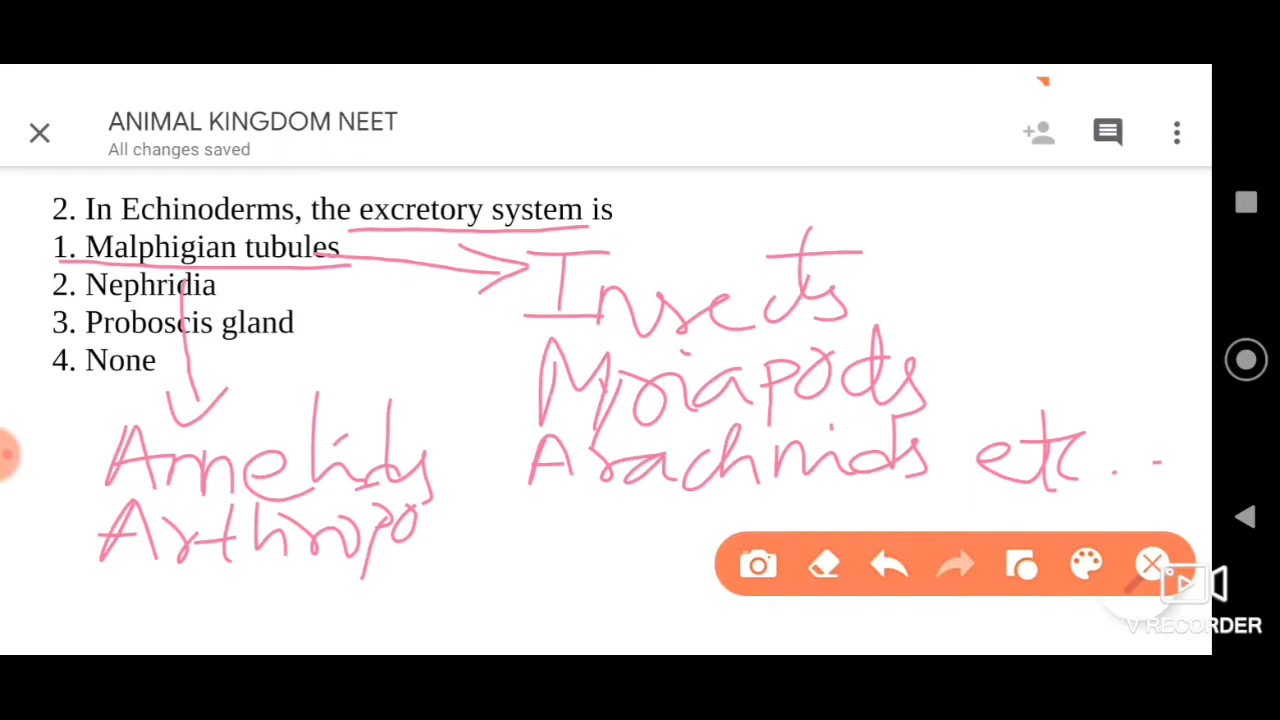 ANIMAL KINGDOM NEET
All changes saved
2. In Echinoderms, the excretory system is
1. Malphigian tubules
2. Nephridia
3. Proboscis gland
4. None
Insects
Myriapods
Arachnids etc..
Annelids
Arthropo
V RECORDER